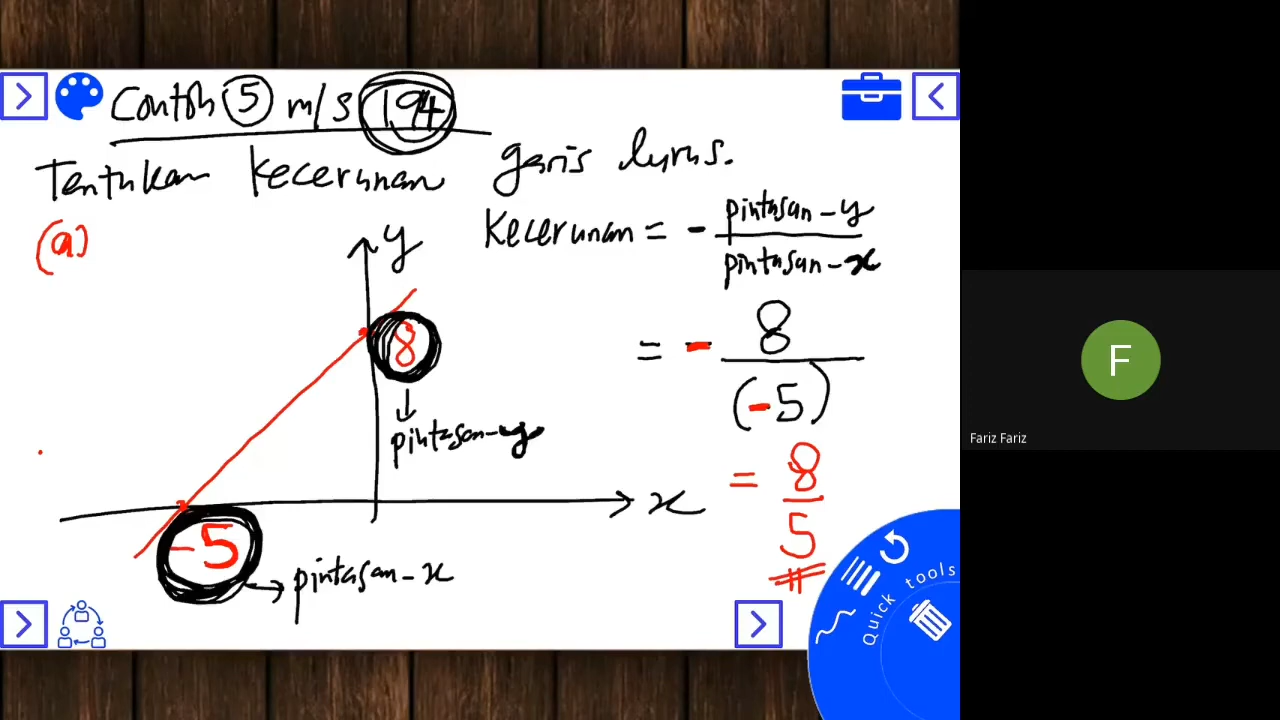 Contoh 5 m/s 194
Tentukan kecerunan garis lurus.
(a)
y
Kecerunan = - pintasan-y
pintasan-x
8
= - 8
(-5)
pintasan-y
= 8
5
x
-5
pintasan-x
Quick tools
F
Fariz Fariz